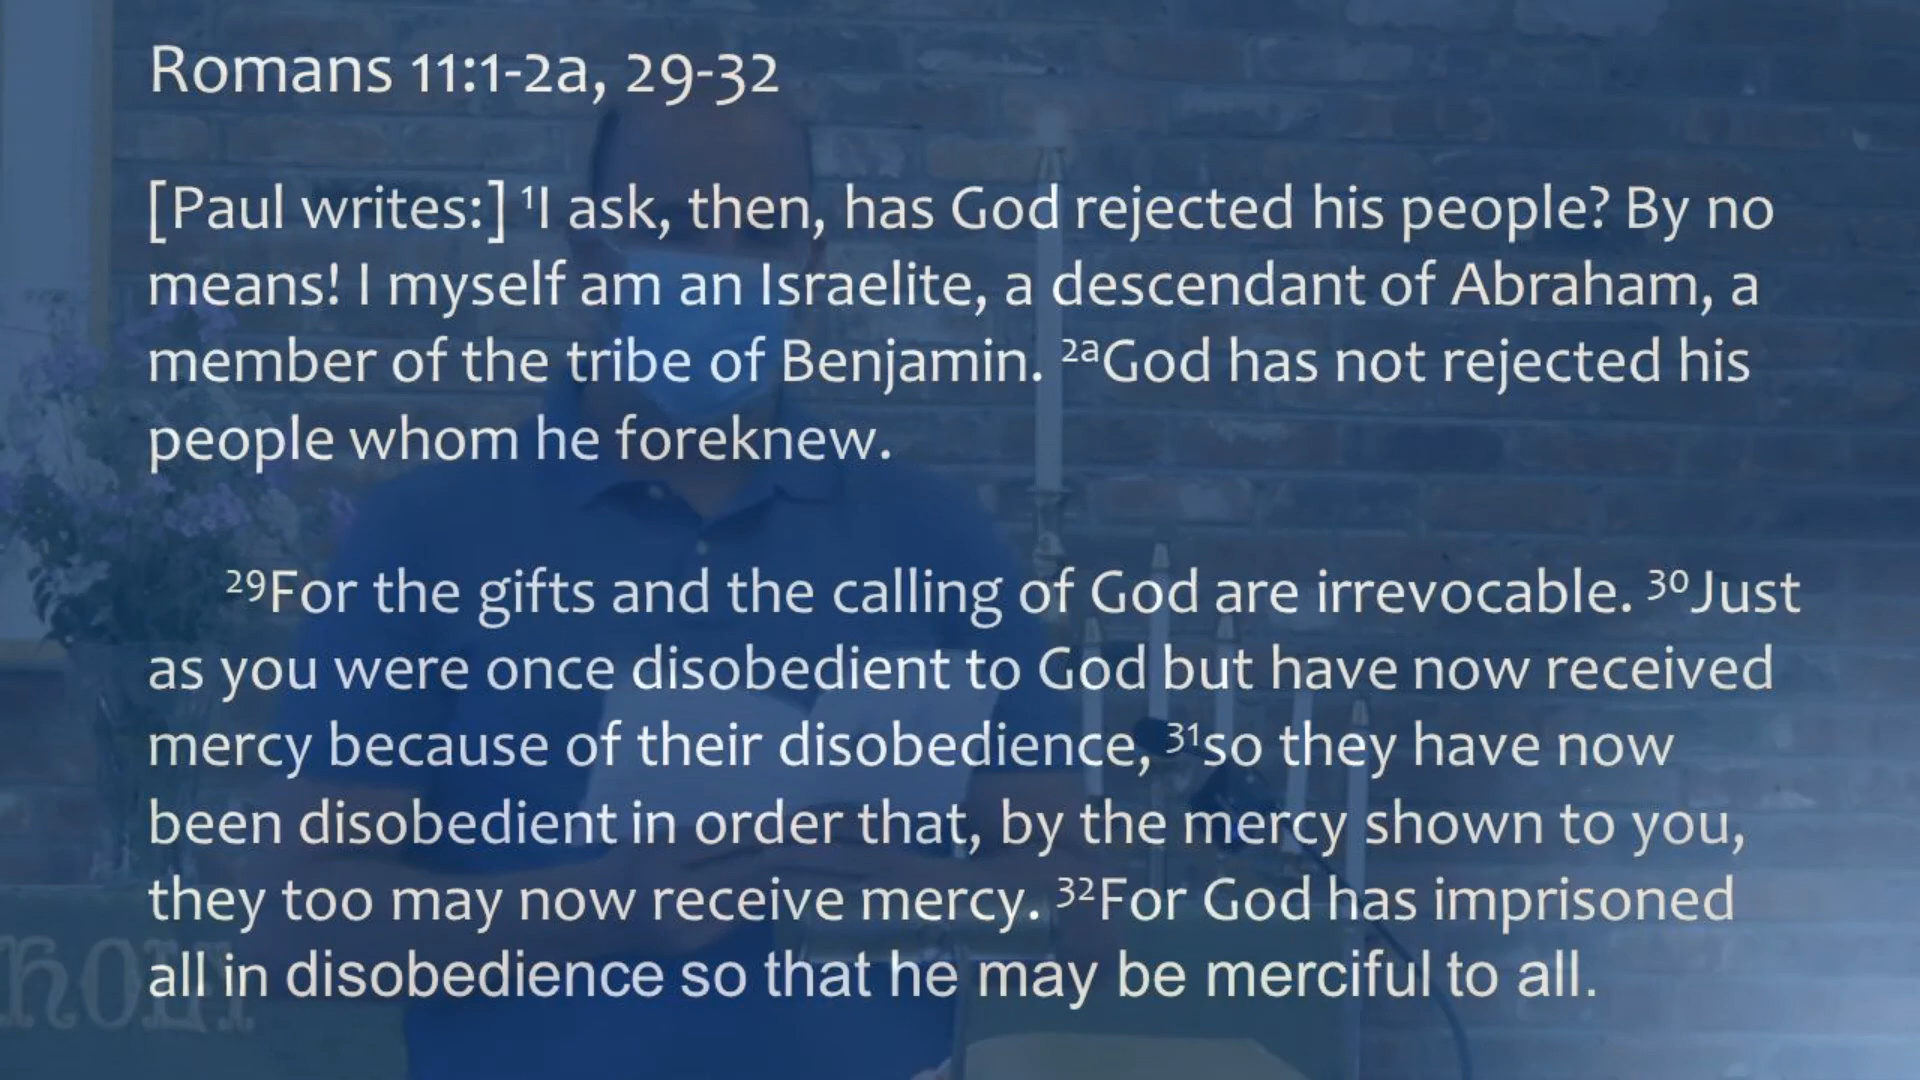 Romans 11:1-2a, 29-32
[Paul writes:] ¹I ask, then, has God rejected his people? By no
means! I myself am an Israelite, a descendant of Abraham, a
member of the tribe of Benjamin. ²ᵃGod has not rejected his
people whom he foreknew.
²⁹For the gifts and the calling of God are irrevocable. ³⁰Just
as you were once disobedient to God but have now received
mercy because of their disobedience, ³¹so they have now
been disobedient in order that, by the mercy shown to you,
they too may now receive mercy. ³²For God has imprisoned
all in disobedience so that he may be merciful to all.
HOLY